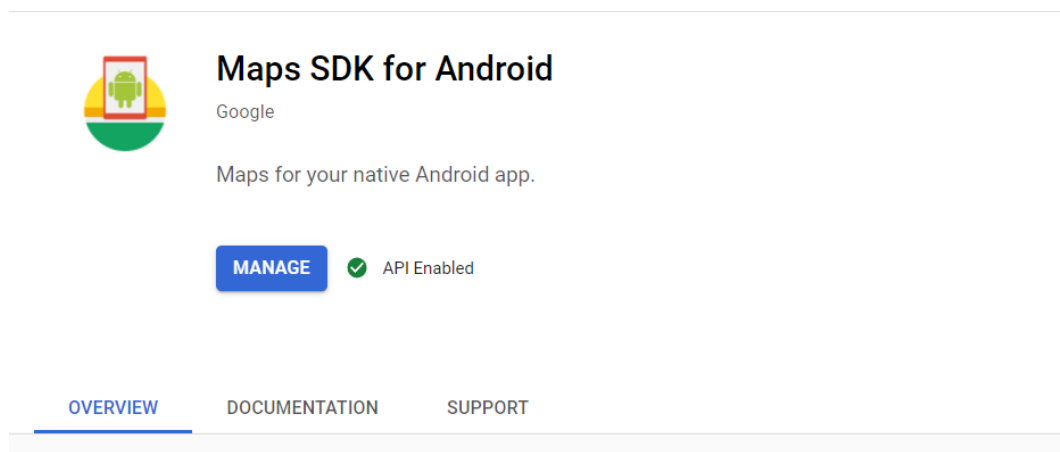 Maps SDK for Android
Google
Maps for your native Android app.
MANAGE API Enabled
OVERVIEW DOCUMENTATION SUPPORT